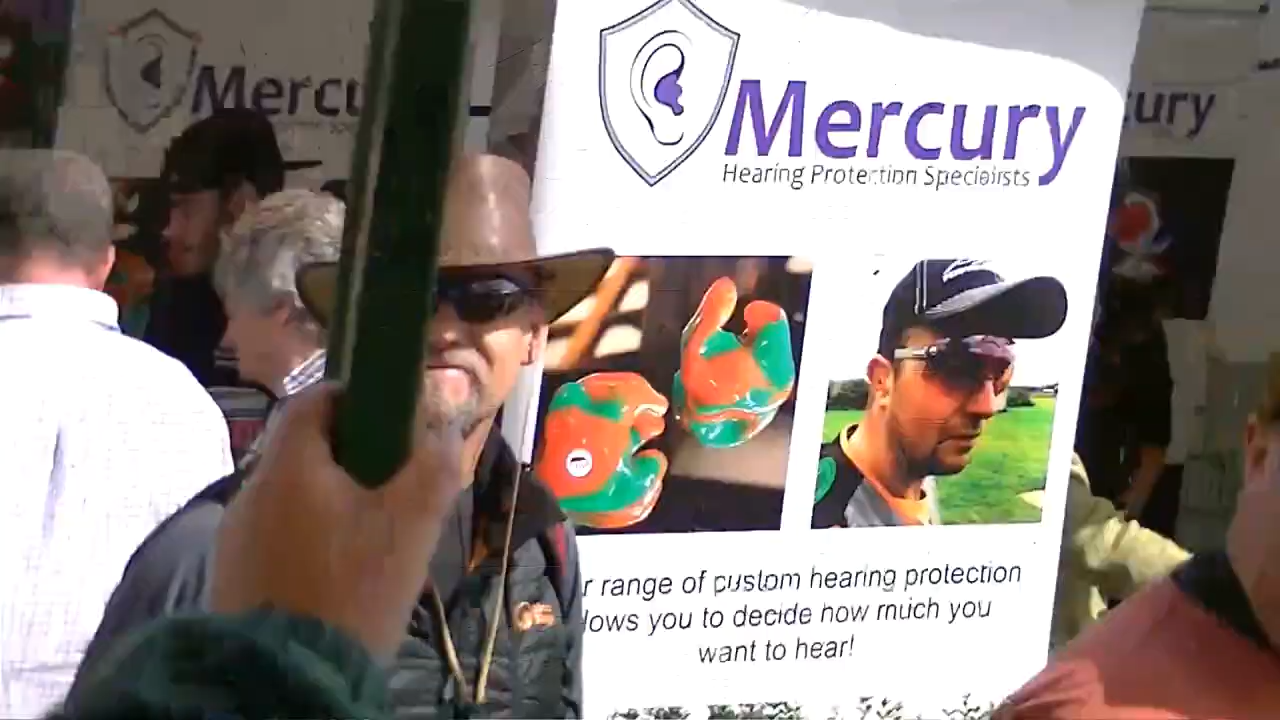 Mercury
Hearing Protection Specialists
Mercu
cury
r range of custom hearing protection
lows you to decide how much you
want to hear!